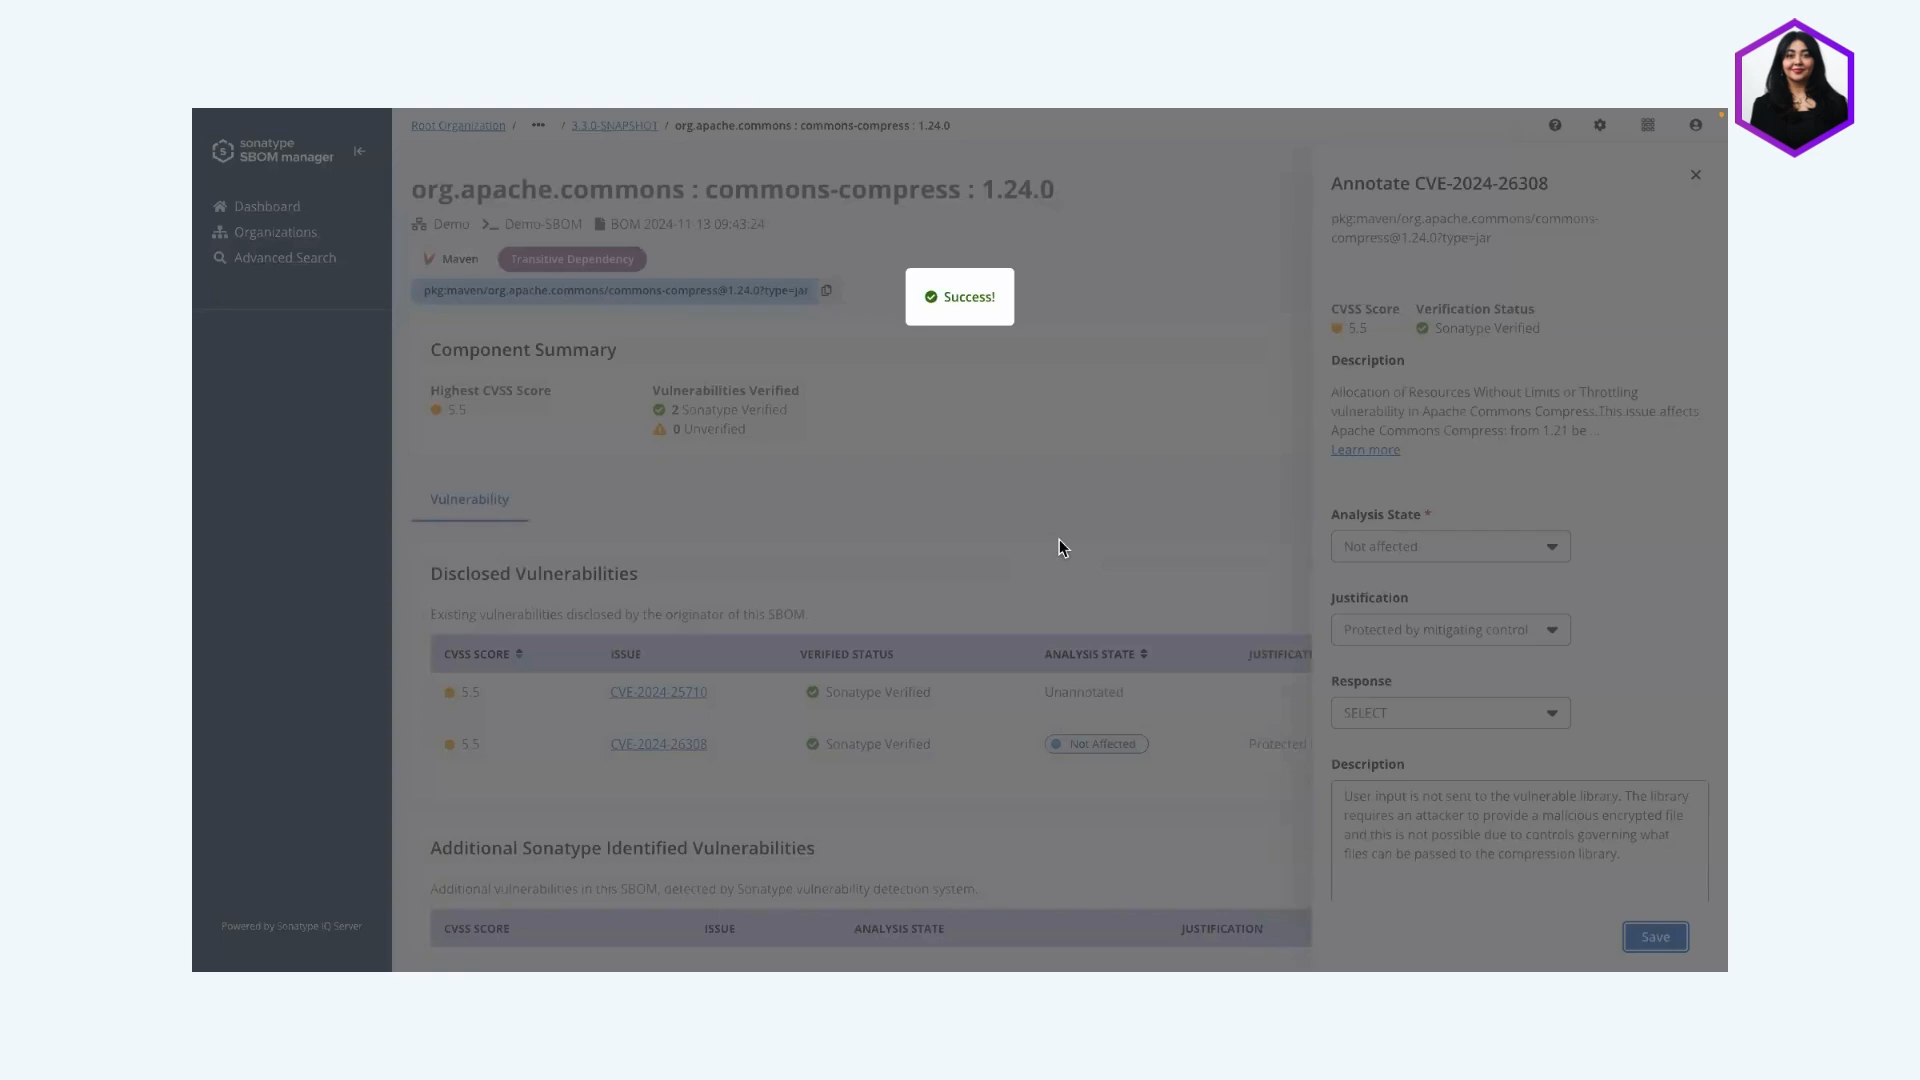 sonatype
SBOM manager
Dashboard
Organizations
Advanced Search
Powered by Sonatype IQ Server
Root Organization / ••• / 3.3.0-SNAPSHOT / org.apache.commons : commons-compress : 1.24.0
org.apache.commons : commons-compress : 1.24.0
Demo Demo-SBOM BOM 2024-11-13 09:43:24
Maven Transitive Dependency
pkg:maven/org.apache.commons/commons-compress@1.24.0?type=jar
Success!
Component Summary
Highest CVSS Score
5.5
Vulnerabilities Verified
2 Sonatype Verified
0 Unverified
Vulnerability
Disclosed Vulnerabilities
Existing vulnerabilities disclosed by the originator of this SBOM
CVSS SCORE ISSUE VERIFIED STATUS ANALYSIS STATE JUSTIFICAT
5.5 CVE-2024-25710 Sonatype Verified Unannotated
5.5 CVE-2024-26308 Sonatype Verified Not Affected Protected
Additional Sonatype Identified Vulnerabilities
Additional vulnerabilities in this SBOM, detected by Sonatype vulnerability detection system.
CVSS SCORE ISSUE ANALYSIS STATE JUSTIFICATION
Annotate CVE-2024-26308
pkg:maven/org.apache.commons/commons-
compress@1.24.0?type=jar
CVSS Score Verification Status
5.5 Sonatype Verified
Description
Allocation of Resources Without Limits or Throttling
vulnerability in Apache Commons Compress.This issue affects
Apache Commons Compress: from 1.21 be ...
Learn more
Analysis State *
Not affected
Justification
Protected by mitigating control
Response
SELECT
Description
User input is not sent to the vulnerable library. The library
requires an attacker to provide a malicious encrypted file
and this is not possible due to controls governing what
files can be passed to the compression library.
Save